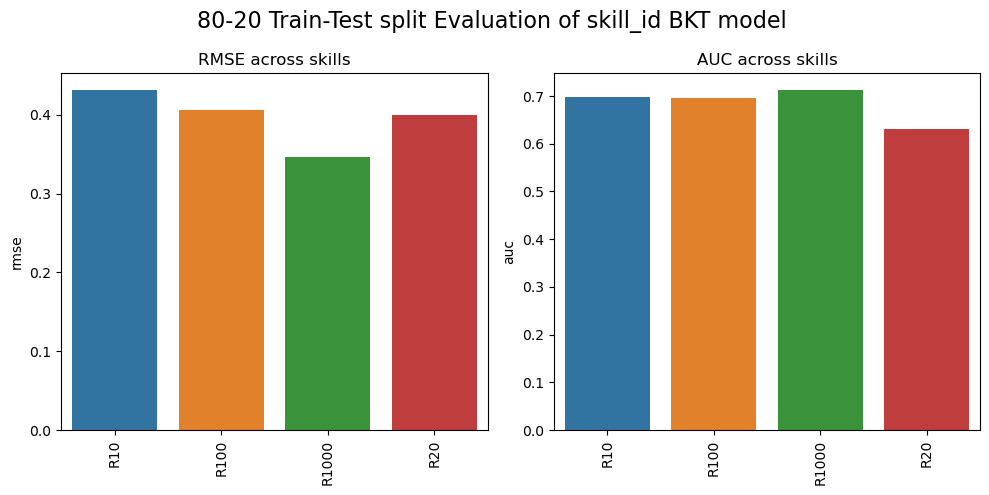 80-20 Train-Test split Evaluation of skill_id BKT model
RMSE across skills
rmse
0.4
0.3
0.2
0.1
0.0
R10
R100
R1000
R20
AUC across skills
auc
0.7
0.6
0.5
0.4
0.3
0.2
0.1
0.0
R10
R100
R1000
R20